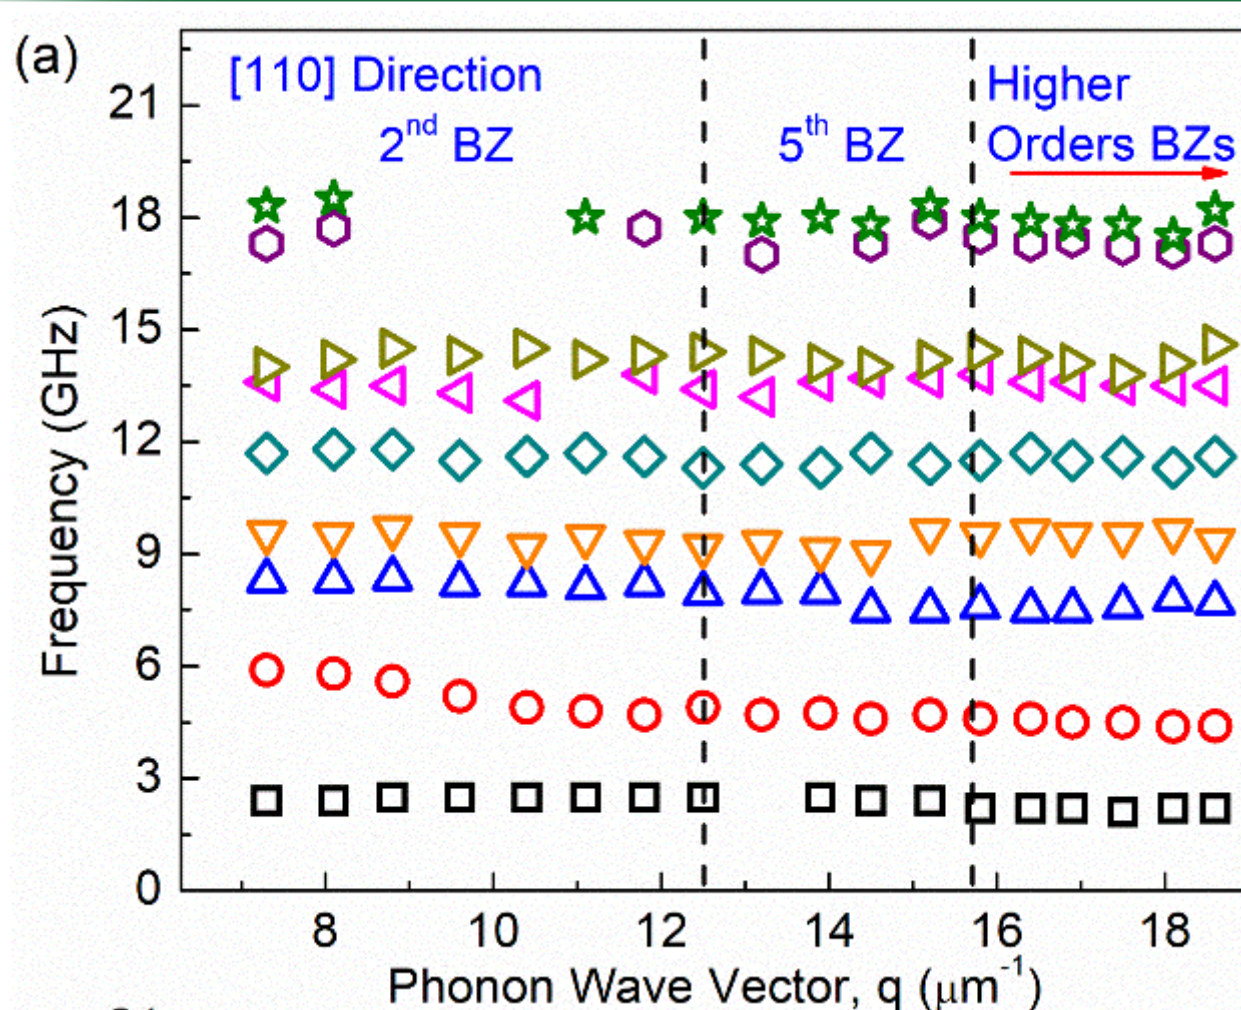 (a)
[110] Direction
2nd BZ
5th BZ
Higher
Orders BZs
21
18
15
12
9
6
3
0
Frequency (GHz)
8 10 12 14 16 18
Phonon Wave Vector, q (μm-1)